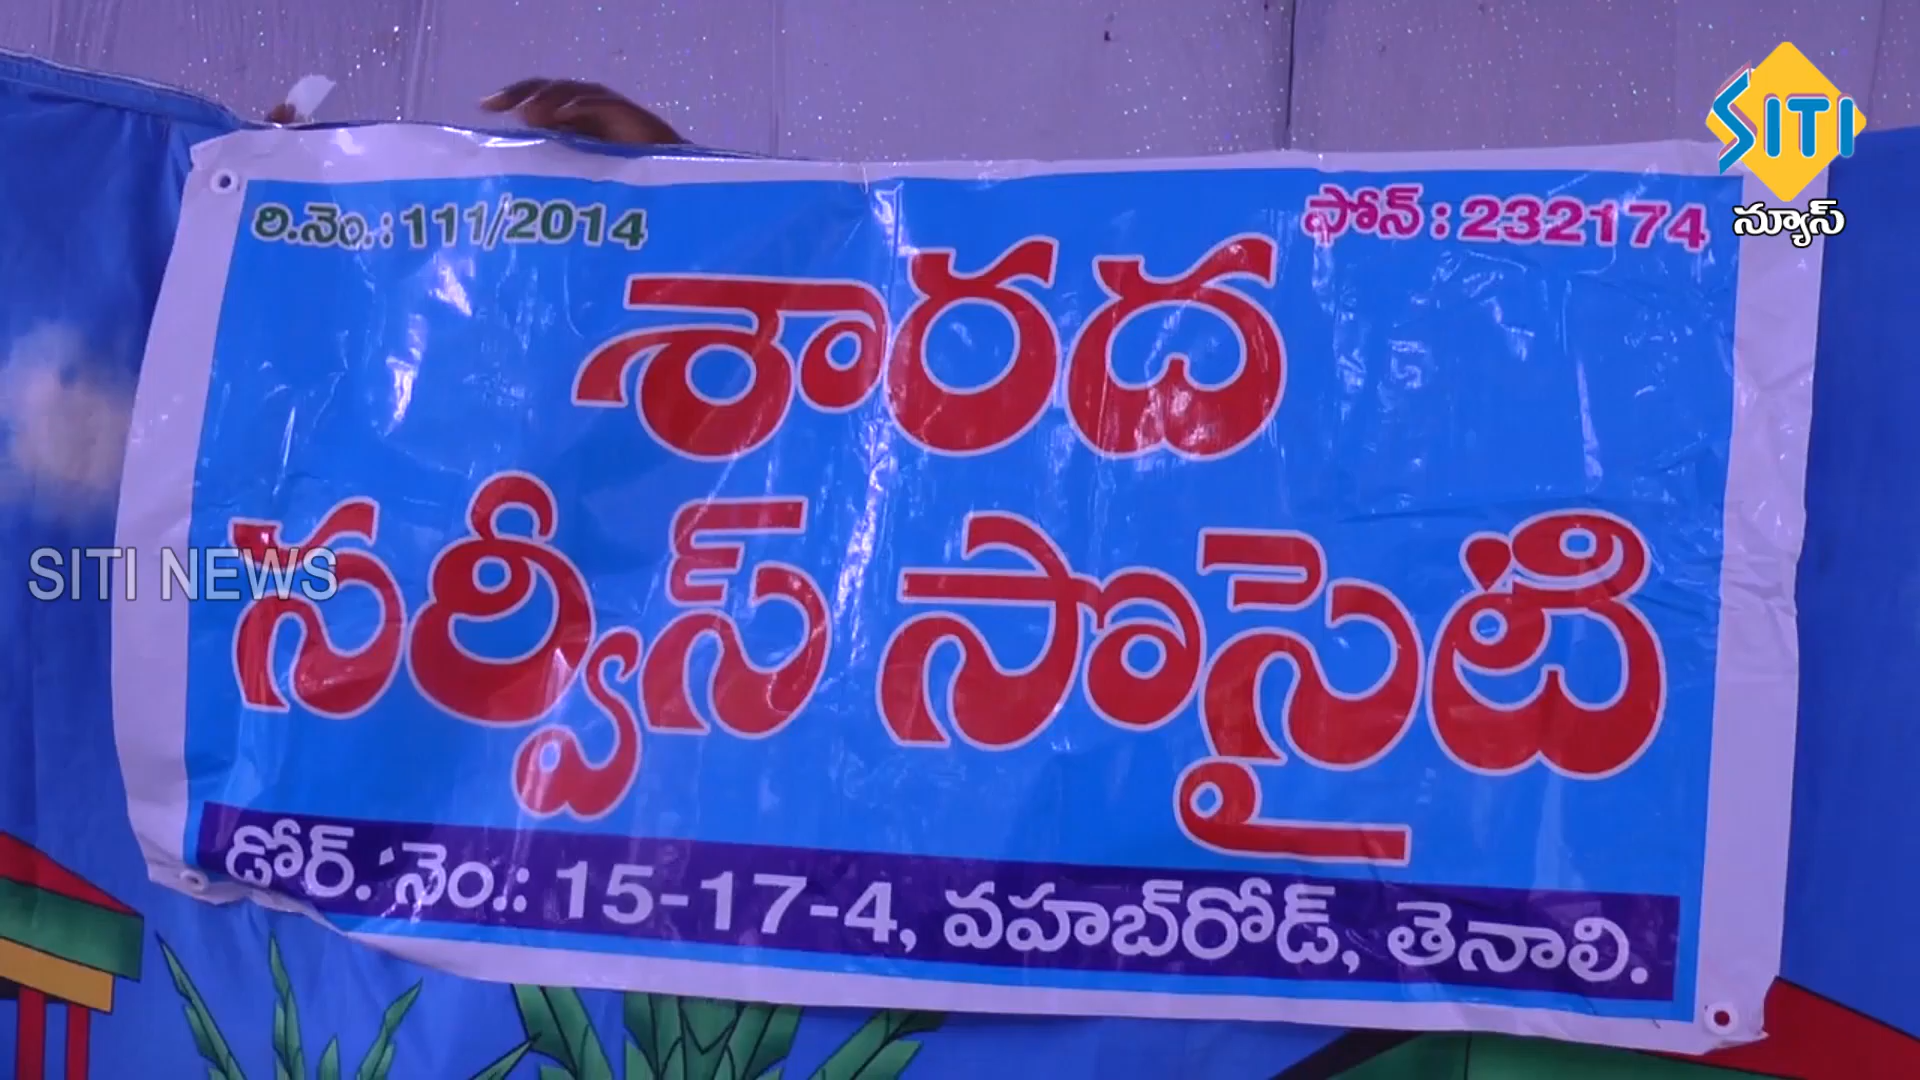 SITI
న్యూస్
రి.నెం.: 111/2014
ఫోన్ : 232174
శారద
సర్వీస్ సొసైటి
SITI NEWS
డోర్. నెం.: 15-17-4, వహబ్‌రోడ్, తెనాలి.